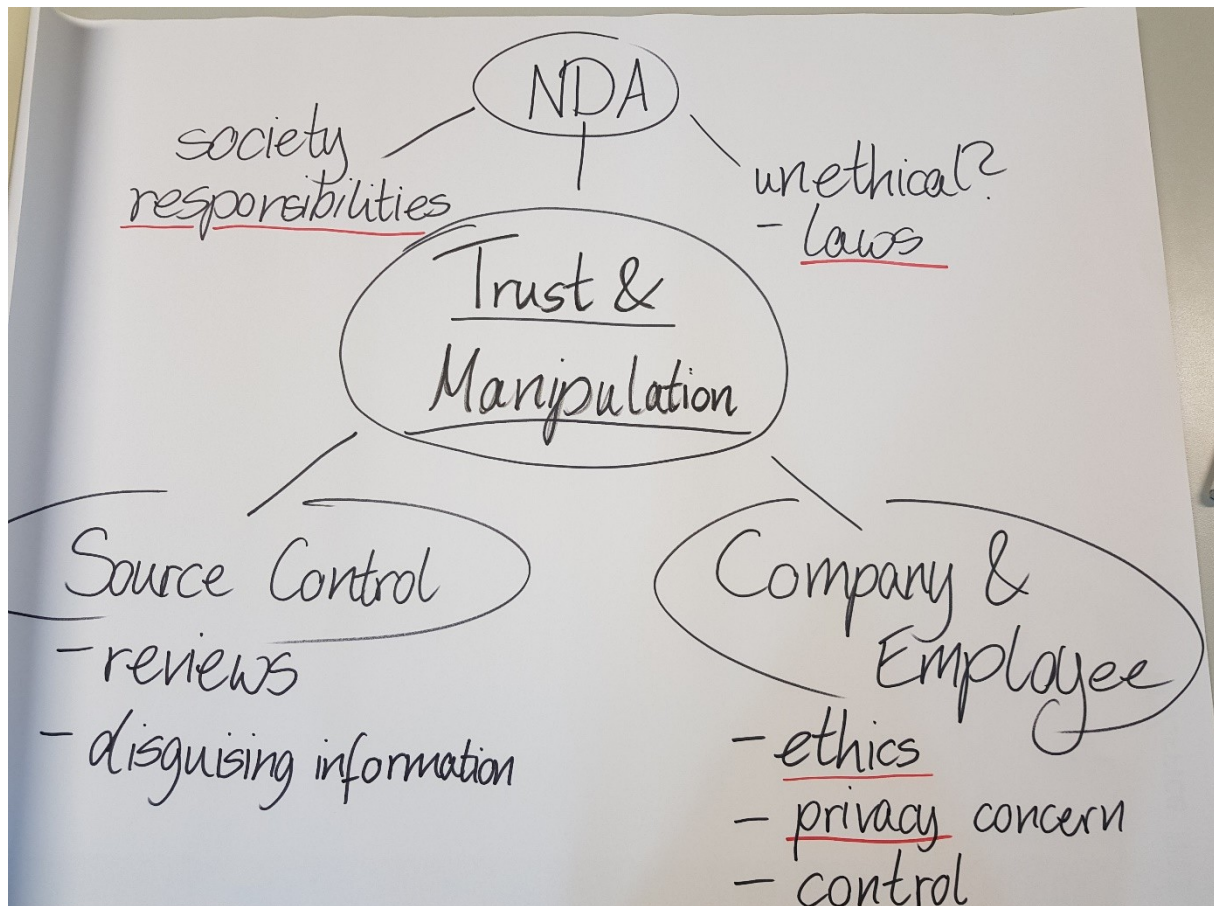 NDA
society
responsibilities
unethical?
- laws
Trust &
Manipulation
Source Control
- reviews
- disguising information
Company &
Employee
- ethics
- privacy concern
- control